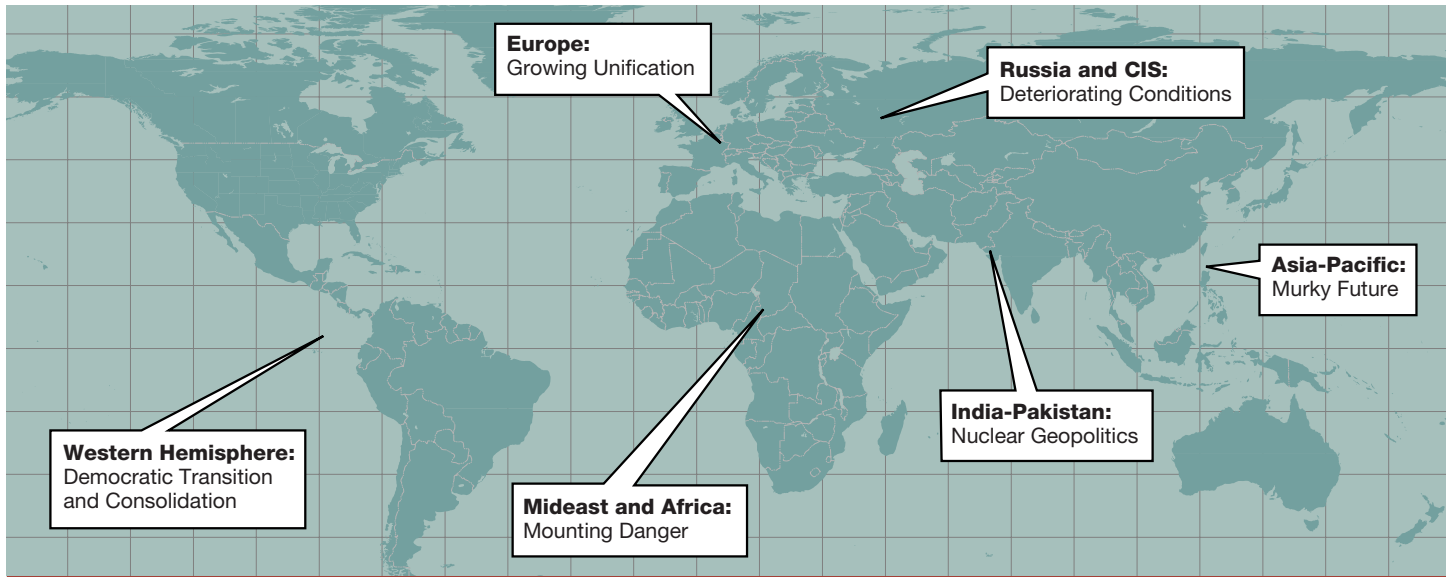 Europe:
Growing Unification
Russia and CIS:
Deteriorating Conditions
Asia-Pacific:
Murky Future
India-Pakistan:
Nuclear Geopolitics
Western Hemisphere:
Democratic Transition
and Consolidation
Mideast and Africa:
Mounting Danger